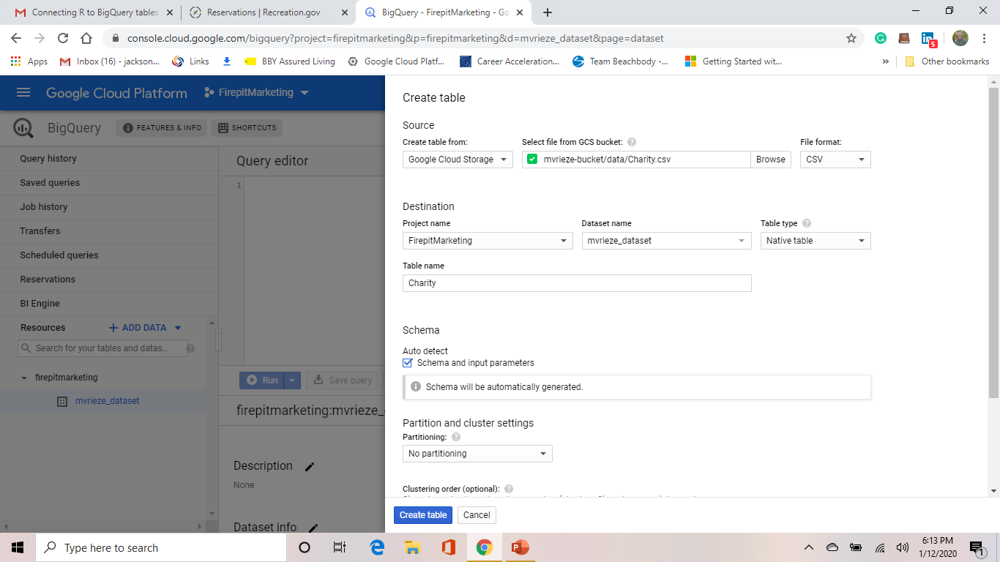 Connecting R to BigQuery tables
Reservations | Recreation.gov
BigQuery - FirepitMarketing - Go
console.cloud.google.com/bigquery?project=firepitmarketing&p=firepitmarketing&d=mvrieze_dataset&page=dataset
5
Apps
Inbox (16) - jackson...
Links
BBY Assured Living
Google Cloud Platf...
Career Acceleration...
Team Beachbody -...
Getting Started wit...
»
Other bookmarks
Google Cloud Platform
FirepitMarketing
BigQuery
FEATURES & INFO
SHORTCUTS
Query history
Saved queries
Job history
Transfers
Scheduled queries
Reservations
BI Engine
Resources
ADD DATA
Search for your tables and datas...
firepitmarketing
mvrieze_dataset
Query editor
1
Run
Save query
firepitmarketing:mvrieze_
Description
None
Dataset info
Create table
Source
Create table from:
Select file from GCS bucket:
File format:
Google Cloud Storage
mvrieze-bucket/data/Charity.csv
Browse
CSV
Destination
Project name
Dataset name
Table type
FirepitMarketing
mvrieze_dataset
Native table
Table name
Charity
Schema
Auto detect
Schema and input parameters
Schema will be automatically generated.
Partition and cluster settings
Partitioning:
No partitioning
Clustering order (optional):
Create table
Cancel
Type here to search
6:13 PM
1/12/2020
1